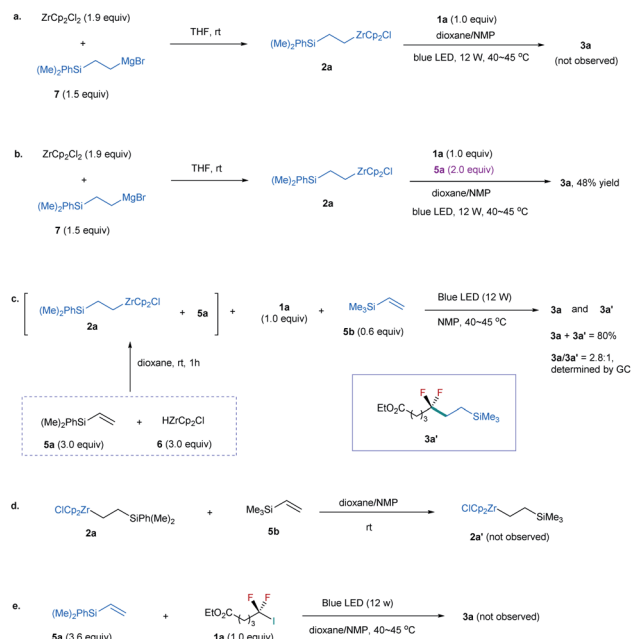 a.
ZrCp2Cl2 (1.9 equiv)
+
(Me)2PhSi MgBr
7 (1.5 equiv)
THF, rt
(Me)2PhSi ZrCp2Cl
2a
1a (1.0 equiv)
dioxane/NMP
blue LED, 12 W, 40~45 °C
3a
(not observed)
b.
ZrCp2Cl2 (1.9 equiv)
+
(Me)2PhSi MgBr
7 (1.5 equiv)
THF, rt
(Me)2PhSi ZrCp2Cl
2a
1a (1.0 equiv)
5a (2.0 equiv)
dioxane/NMP
blue LED, 12 W, 40~45 °C
3a, 48% yield
c.
(Me)2PhSi ZrCp2Cl
2a
+ 5a
+
1a
(1.0 equiv)
+
Me3Si
5b (0.6 equiv)
Blue LED (12 W)
NMP, 40~45 °C
3a and 3a'
3a + 3a' = 80%
3a/3a' = 2.8:1,
determined by GC
dioxane, rt, 1h
(Me)2PhSi + HZrCp2Cl
5a (3.0 equiv) 6 (3.0 equiv)
F F
EtO2C 3 SiMe3
3a'
d.
ClCp2Zr SiPh(Me)2
2a
+
Me3Si
5b
dioxane/NMP
rt
ClCp2Zr SiMe3
2a' (not observed)
e.
(Me)2PhSi
5a (3.6 equiv)
+
F F
EtO2C 3 I
1a (1.0 equiv)
Blue LED (12 w)
dioxane/NMP, 40~45 °C
3a (not observed)